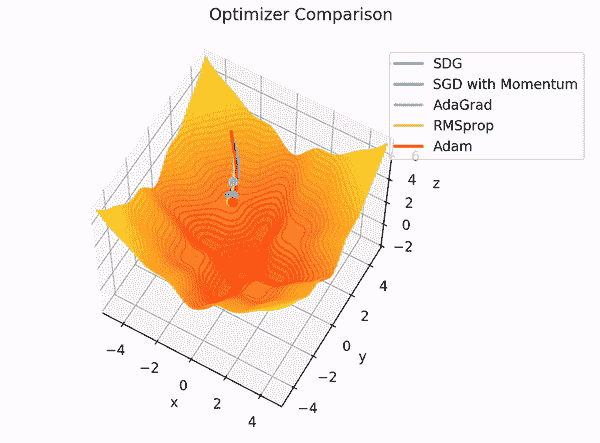 Optimizer Comparison
SDG
SGD with Momentum
AdaGrad
RMSprop
Adam
6
4
2
0
−2
z
4
2
0
−2
−4
y
−4
−2
0
2
4
x